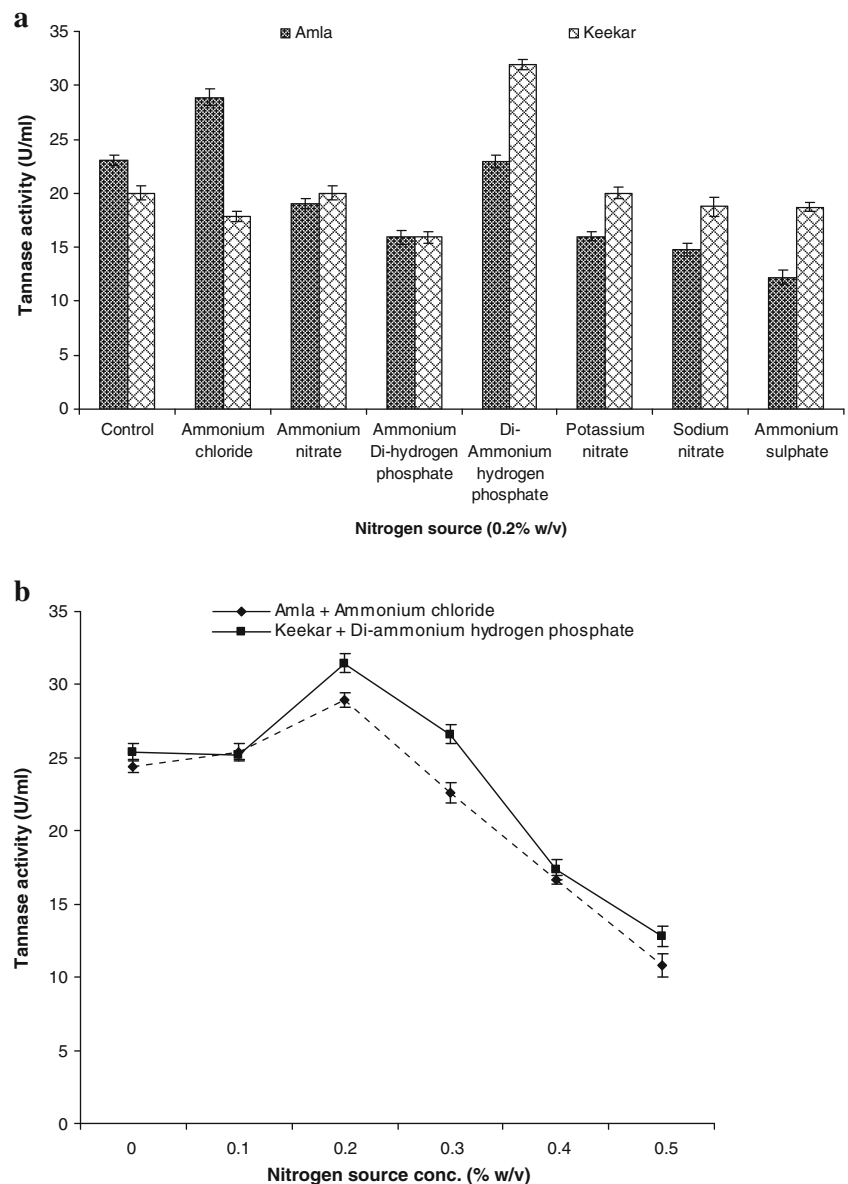 a
Amla Keekar
35
30
25
20
15
10
5
0
Tannase activity (U/ml)
Control Ammonium Ammonium Ammonium Di- Potassium Sodium Ammonium
chloride nitrate Di-hydrogen Ammonium nitrate nitrate sulphate
phosphate hydrogen
phosphate
Nitrogen source (0.2% w/v)
b
Amla + Ammonium chloride
Keekar + Di-ammonium hydrogen phosphate
35
30
25
20
15
10
5
0
Tannase activity (U/ml)
0 0.1 0.2 0.3 0.4 0.5
Nitrogen source conc. (% w/v)